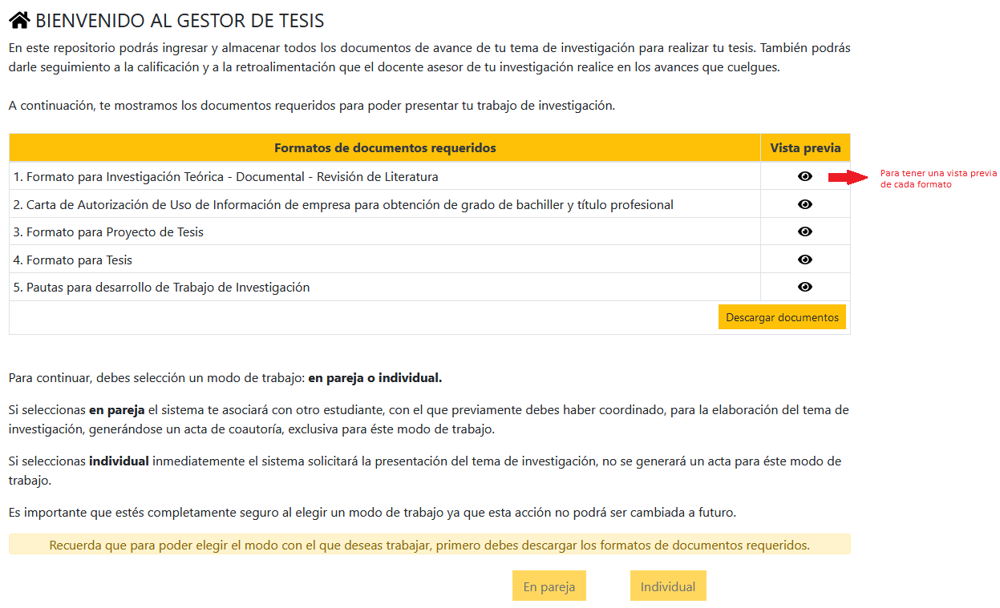 BIENVENIDO AL GESTOR DE TESIS
En este repositorio podrás ingresar y almacenar todos los documentos de avance de tu tema de investigación para realizar tu tesis. También podrás
darle seguimiento a la calificación y a la retroalimentación que el docente asesor de tu investigación realice en los avances que cuelgues.
A continuación, te mostramos los documentos requeridos para poder presentar tu trabajo de investigación.
Formatos de documentos requeridos Vista previa
1. Formato para Investigación Teórica - Documental - Revisión de Literatura
Para tener una vista previa
de cada formato
2. Carta de Autorización de Uso de Información de empresa para obtención de grado de bachiller y título profesional
3. Formato para Proyecto de Tesis
4. Formato para Tesis
5. Pautas para desarrollo de Trabajo de Investigación
Descargar documentos
Para continuar, debes selección un modo de trabajo: en pareja o individual.
Si seleccionas en pareja el sistema te asociará con otro estudiante, con el que previamente debes haber coordinado, para la elaboración del tema de
investigación, generándose un acta de coautoría, exclusiva para éste modo de trabajo.
Si seleccionas individual inmediatamente el sistema solicitará la presentación del tema de investigación, no se generará un acta para éste modo de
trabajo.
Es importante que estés completamente seguro al elegir un modo de trabajo ya que esta acción no podrá ser cambiada a futuro.
Recuerda que para poder elegir el modo con el que deseas trabajar, primero debes descargar los formatos de documentos requeridos.
En pareja Individual